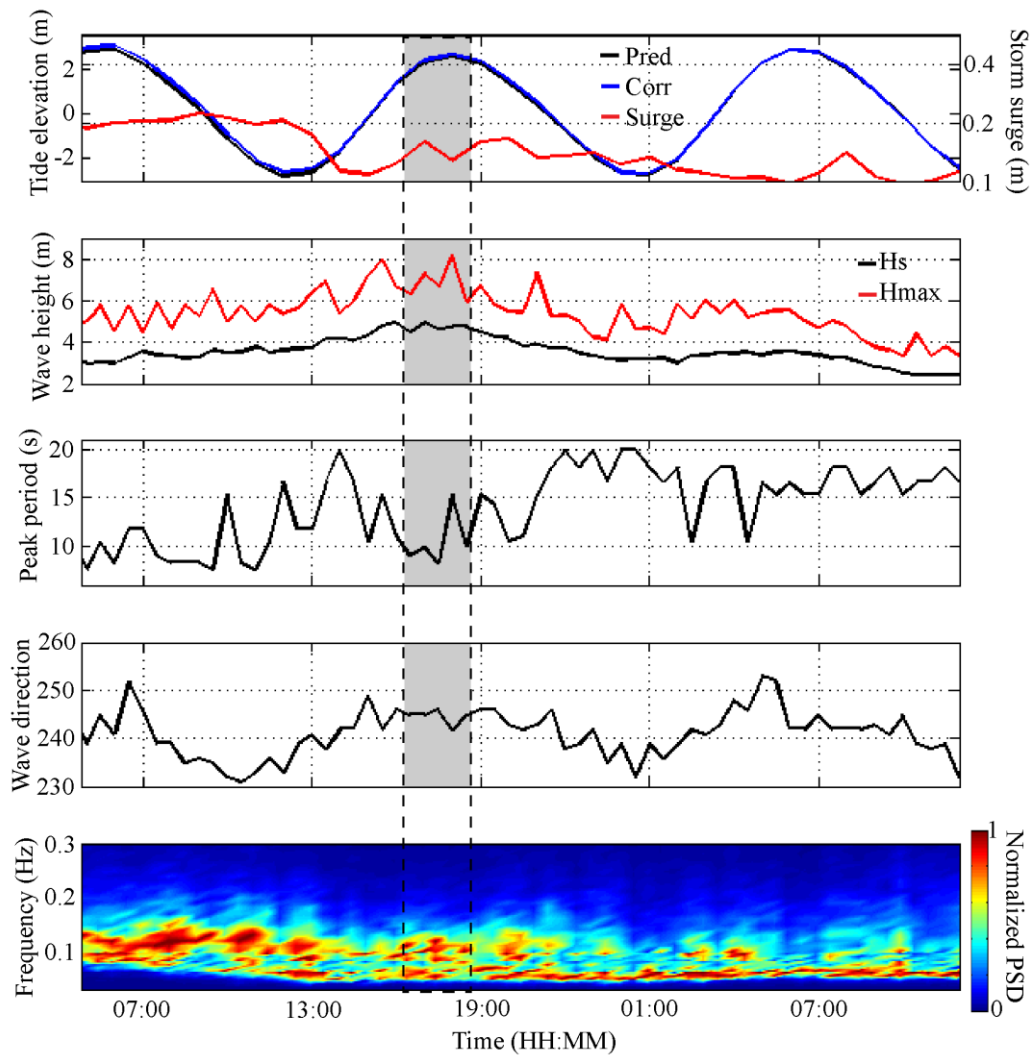 Tide elevation (m)
2
0
-2
Pred
Corr
Surge
0.4
0.2
0.1
Storm surge (m)
Wave height (m)
8
6
4
2
Hs
Hmax
Peak period (s)
20
15
10
Wave direction
260
250
240
230
Frequency (Hz)
0.3
0.2
0.1
1
0
Normalized PSD
07:00 13:00 19:00 01:00 07:00
Time (HH:MM)